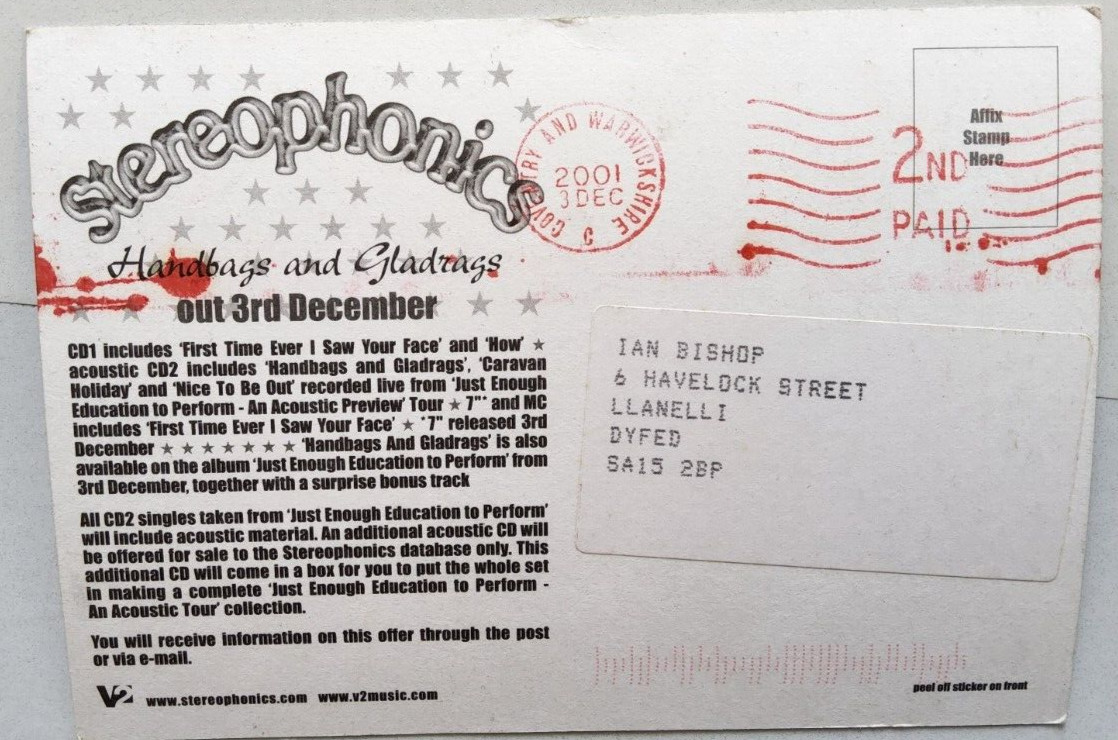 stereophonics
Handbags and Gladrags
out 3rd December
CD1 includes 'First Time Ever I Saw Your Face' and 'How' ★
acoustic CD2 includes 'Handbags and Gladrags', 'Caravan
Holiday' and 'Nice To Be Out' recorded live from 'Just Enough
Education to Perform - An Acoustic Preview' Tour ★ 7"* and MC
includes 'First Time Ever I Saw Your Face' ★ *7" released 3rd
December ★ ★ ★ ★ ★ ★ ★ 'Handbags And Gladrags' is also
available on the album 'Just Enough Education to Perform' from
3rd December, together with a surprise bonus track
All CD2 singles taken from 'Just Enough Education to Perform'
will include acoustic material. An additional acoustic CD will
be offered for sale to the Stereophonics database only. This
additional CD will come in a box for you to put the whole set
in making a complete 'Just Enough Education to Perform -
An Acoustic Tour' collection.
You will receive information on this offer through the post
or via e-mail.
V2 www.stereophonics.com www.v2music.com
COVENTRY AND WARWICKSHIRE
2001
3 DEC
C
2ND
PAID
Affix
Stamp
Here
IAN BISHOP
6 HAVELOCK STREET
LLANELLI
DYFED
SA15 2BP
peel off sticker on front